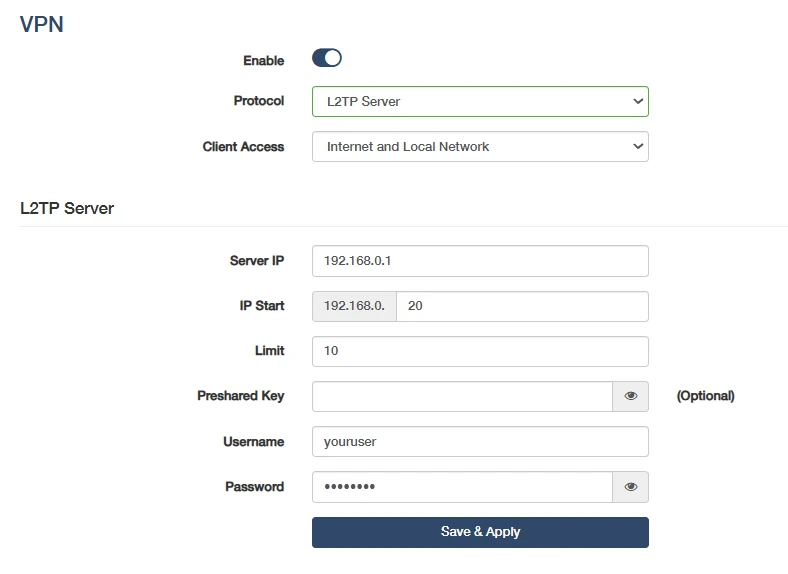 VPN
Enable
Protocol L2TP Server
Client Access Internet and Local Network
L2TP Server
Server IP 192.168.0.1
IP Start 192.168.0. 20
Limit 10
Preshared Key (Optional)
Username youruser
Password ••••••••
Save & Apply